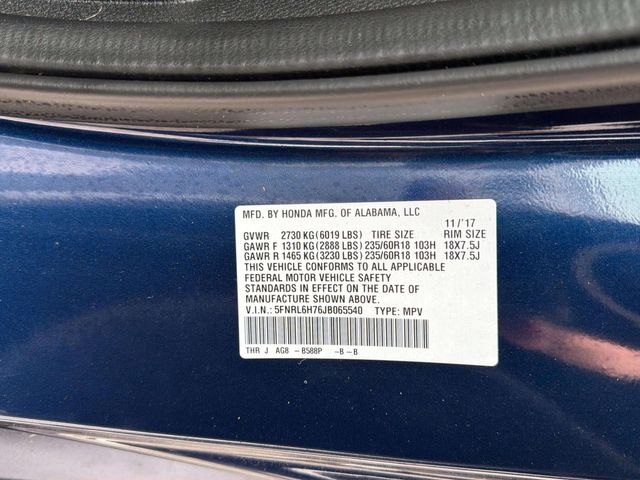 MFD. BY HONDA MFG. OF ALABAMA, LLC
11/'17
GVWR 2730 KG(6019 LBS) TIRE SIZE RIM SIZE
GAWR F 1310 KG(2888 LBS) 235/60R18 103H 18X7.5J
GAWR R 1465 KG(3230 LBS) 235/60R18 103H 18X7.5J
THIS VEHICLE CONFORMS TO ALL APPLICABLE
FEDERAL MOTOR VEHICLE SAFETY
STANDARDS IN EFFECT ON THE DATE OF
MANUFACTURE SHOWN ABOVE.
V.I.N.: 5FNRL6H76JB065540 TYPE: MPV
THR J AG8 -B588P -B-B